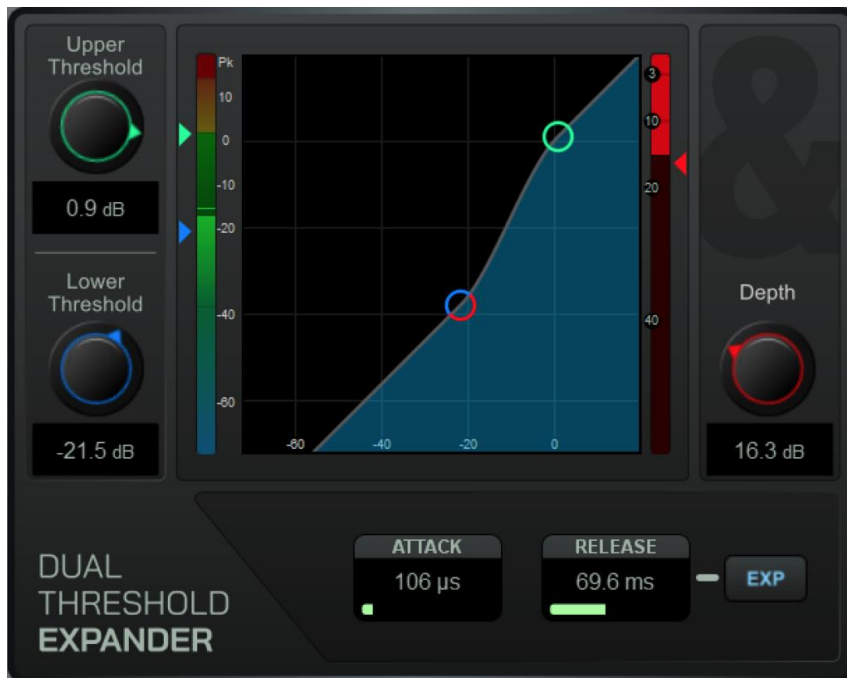 Upper
Threshold
0.9 dB
Lower
Threshold
-21.5 dB
Pk
10
0
-10
-20
-40
-60
-60
-40
-20
0
3
10
20
40
&
Depth
16.3 dB
DUAL
THRESHOLD
EXPANDER
ATTACK
106 µs
RELEASE
69.6 ms
EXP